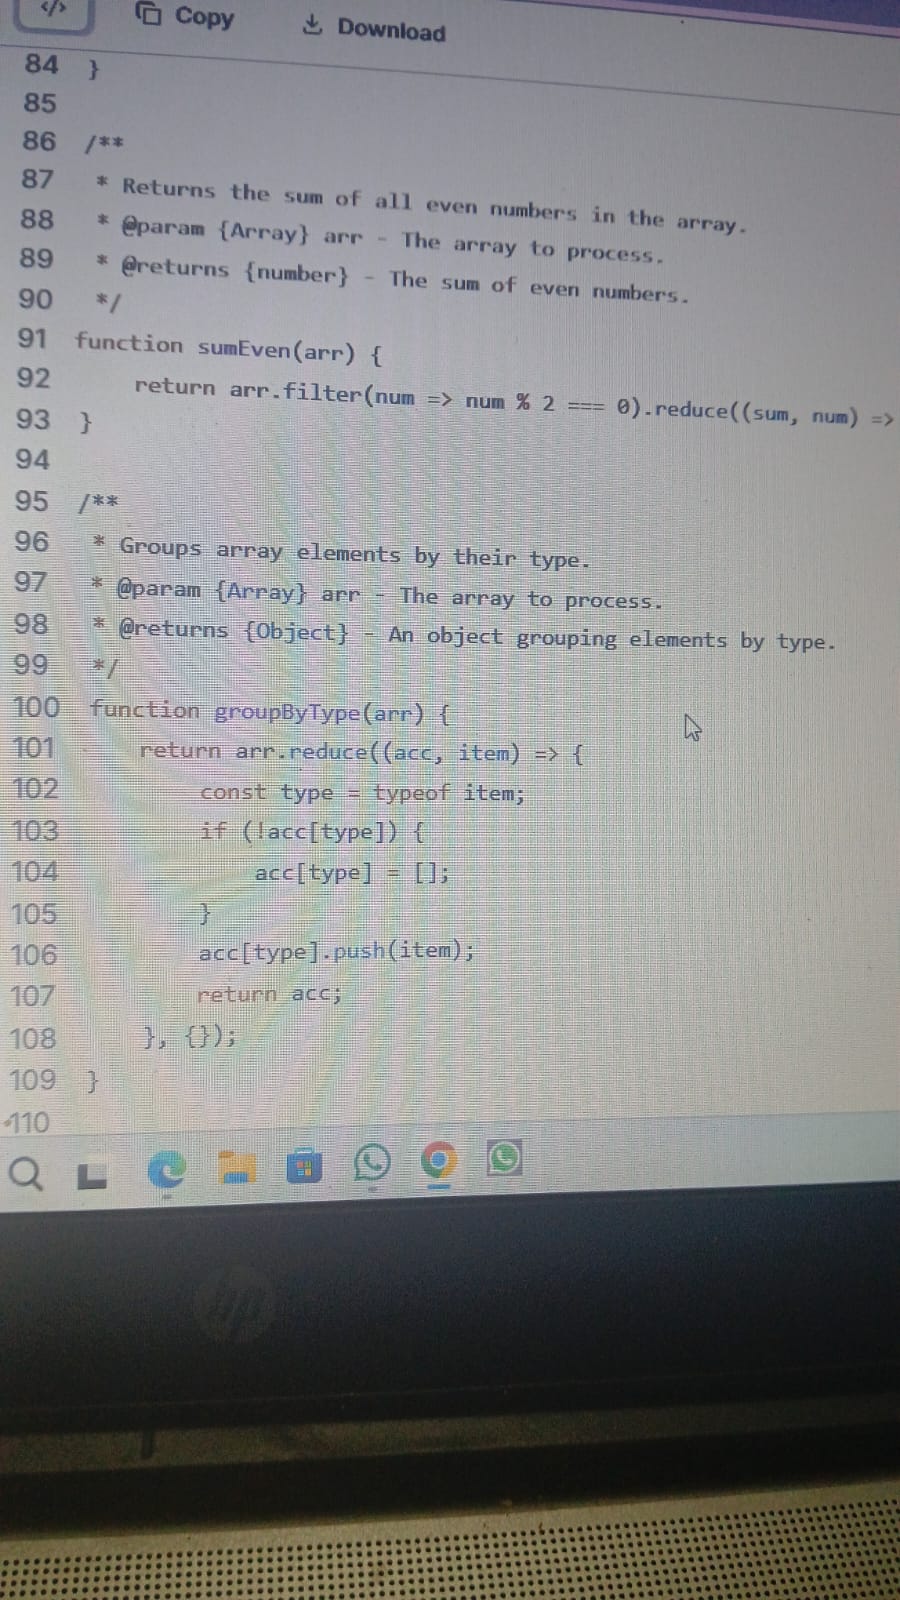 </> Copy Download
84 }
85
86 /**
87  * Returns the sum of all even numbers in the array.
88  * @param {Array} arr - The array to process.
89  * @returns {number} - The sum of even numbers.
90  */
91 function sumEven(arr) {
92     return arr.filter(num => num % 2 === 0).reduce((sum, num) =>
93 }
94
95 /**
96  * Groups array elements by their type.
97  * @param {Array} arr - The array to process.
98  * @returns {Object} - An object grouping elements by type.
99  */
100 function groupByType(arr) {
101     return arr.reduce((acc, item) => {
102         const type = typeof item;
103         if (!acc[type]) {
104             acc[type] = [];
105         }
106         acc[type].push(item);
107         return acc;
108     }, {});
109 }
110
hp